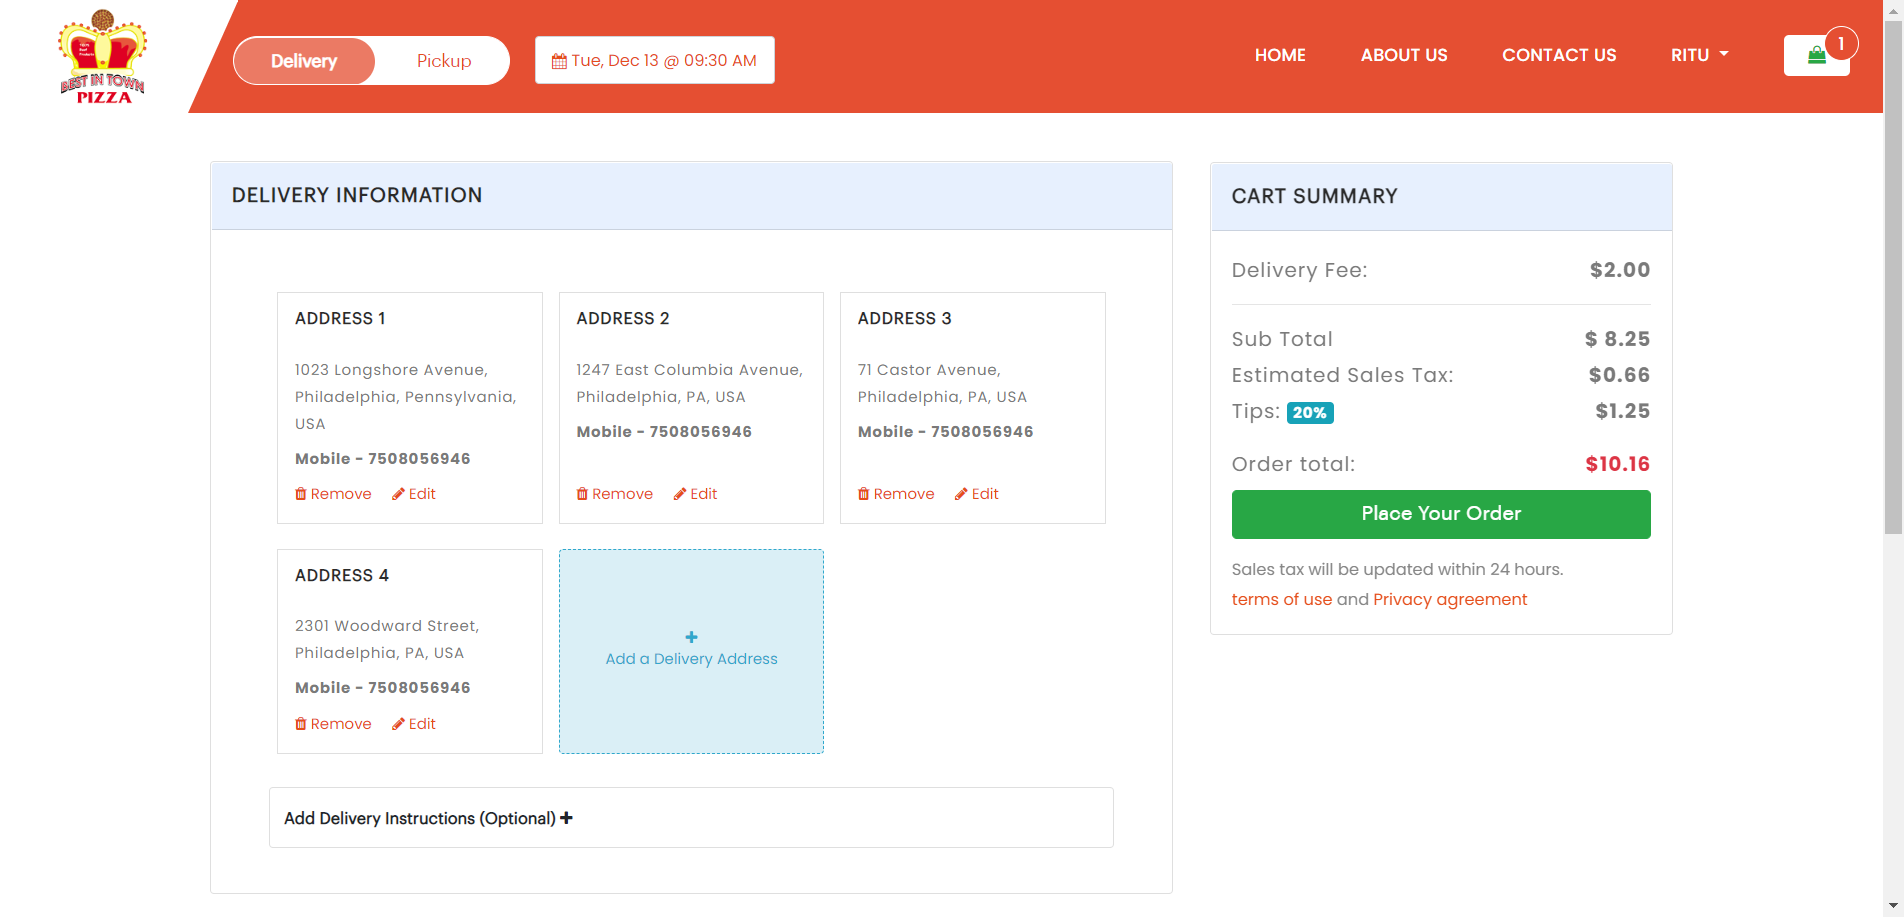 BEST IN TOWN
PIZZA
Delivery
Pickup
Tue, Dec 13 @ 09:30 AM
HOME
ABOUT US
CONTACT US
RITU
1
DELIVERY INFORMATION
ADDRESS 1
1023 Longshore Avenue,
Philadelphia, Pennsylvania,
USA
Mobile - 7508056946
Remove Edit
ADDRESS 2
1247 East Columbia Avenue,
Philadelphia, PA, USA
Mobile - 7508056946
Remove Edit
ADDRESS 3
71 Castor Avenue,
Philadelphia, PA, USA
Mobile - 7508056946
Remove Edit
ADDRESS 4
2301 Woodward Street,
Philadelphia, PA, USA
Mobile - 7508056946
Remove Edit
Add a Delivery Address
Add Delivery Instructions (Optional)
CART SUMMARY
Delivery Fee: $2.00
Sub Total $ 8.25
Estimated Sales Tax: $0.66
Tips: 20% $1.25
Order total: $10.16
Place Your Order
Sales tax will be updated within 24 hours.
terms of use and Privacy agreement